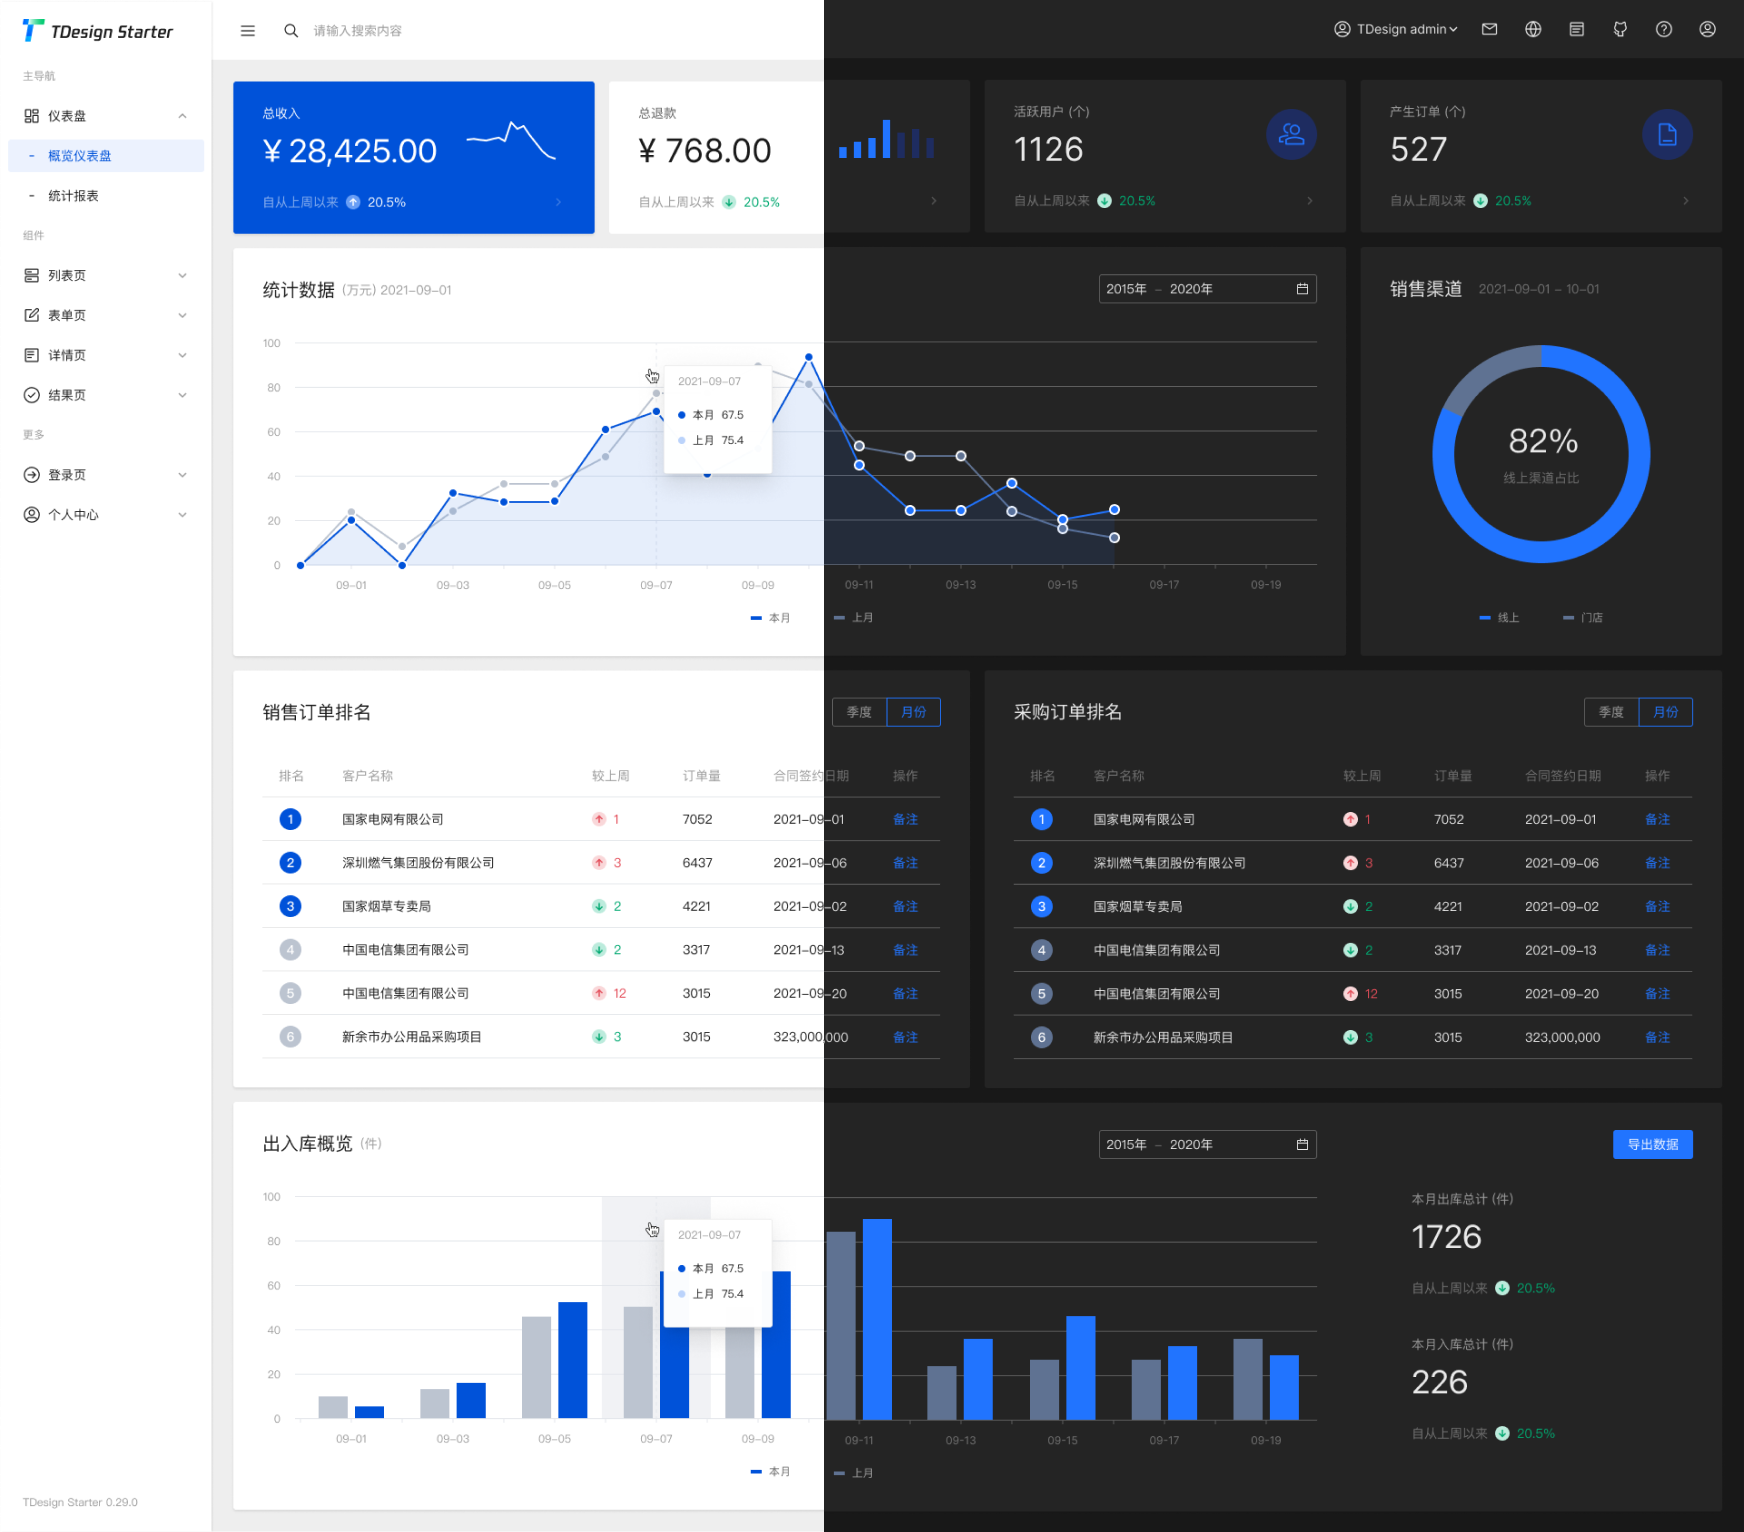 TDesign Starter
请输入搜索内容
TDesign admin
主导航
仪表盘
- 概览仪表盘
- 统计报表
组件
列表页
表单页
详情页
结果页
更多
登录页
个人中心
TDesign Starter 0.29.0
总收入
¥ 28,425.00
自从上周以来 20.5%
总退款
¥ 768.00
自从上周以来 20.5%
活跃用户 (个)
1126
自从上周以来 20.5%
产生订单 (个)
527
自从上周以来 20.5%
统计数据 (万元) 2021-09-01
2015年 – 2020年
100
80
60
40
20
0
2021-09-07
本月 67.5
上月 75.4
09-01 09-03 09-05 09-07 09-09 09-11 09-13 09-15 09-17 09-19
本月 上月
销售渠道 2021-09-01 – 10-01
82%
线上渠道占比
线上 门店
销售订单排名
季度 月份
排名 客户名称 较上周 订单量 合同签约日期 操作
1 国家电网有限公司 1 7052 2021-09-01 备注
2 深圳燃气集团股份有限公司 3 6437 2021-09-06 备注
3 国家烟草专卖局 2 4221 2021-09-02 备注
4 中国电信集团有限公司 2 3317 2021-09-13 备注
5 中国电信集团有限公司 12 3015 2021-09-20 备注
6 新余市办公用品采购项目 3 3015 323,000,000 备注
采购订单排名
季度 月份
排名 客户名称 较上周 订单量 合同签约日期 操作
1 国家电网有限公司 1 7052 2021-09-01 备注
2 深圳燃气集团股份有限公司 3 6437 2021-09-06 备注
3 国家烟草专卖局 2 4221 2021-09-02 备注
4 中国电信集团有限公司 2 3317 2021-09-13 备注
5 中国电信集团有限公司 12 3015 2021-09-20 备注
6 新余市办公用品采购项目 3 3015 323,000,000 备注
出入库概览 (件)
2015年 – 2020年
导出数据
100
80
60
40
20
0
2021-09-07
本月 67.5
上月 75.4
09-01 09-03 09-05 09-07 09-09 09-11 09-13 09-15 09-17 09-19
本月 上月
本月出库总计 (件)
1726
自从上周以来 20.5%
本月入库总计 (件)
226
自从上周以来 20.5%